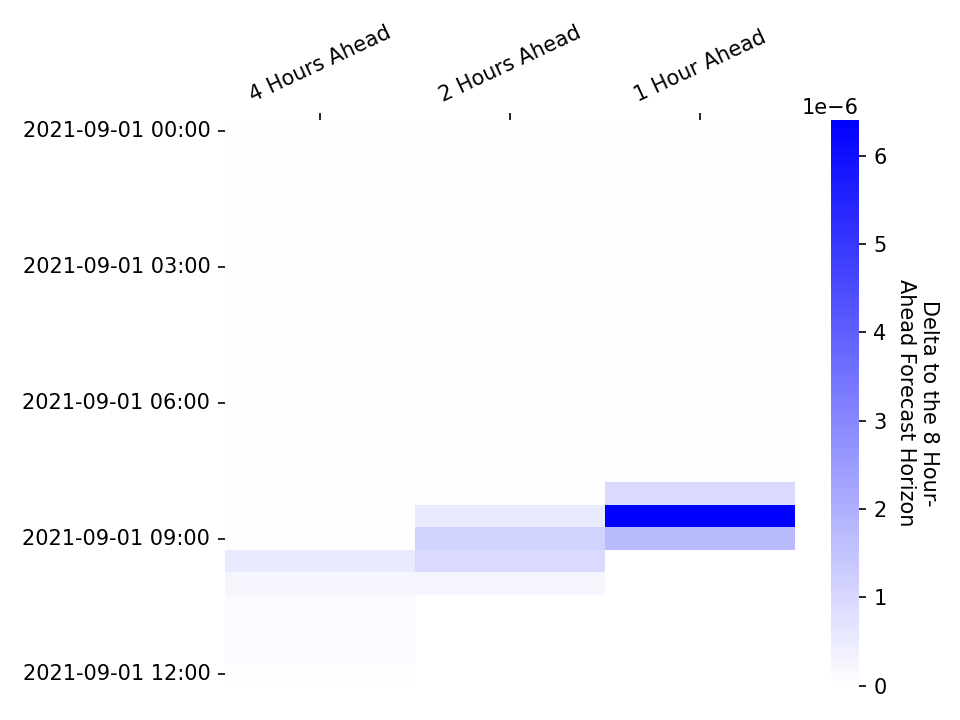 4 Hours Ahead
2 Hours Ahead
1 Hour Ahead
1e−6
2021-09-01 00:00
2021-09-01 03:00
2021-09-01 06:00
2021-09-01 09:00
2021-09-01 12:00
6
5
4
3
2
1
0
Delta to the 8 Hour-
Ahead Forecast Horizon